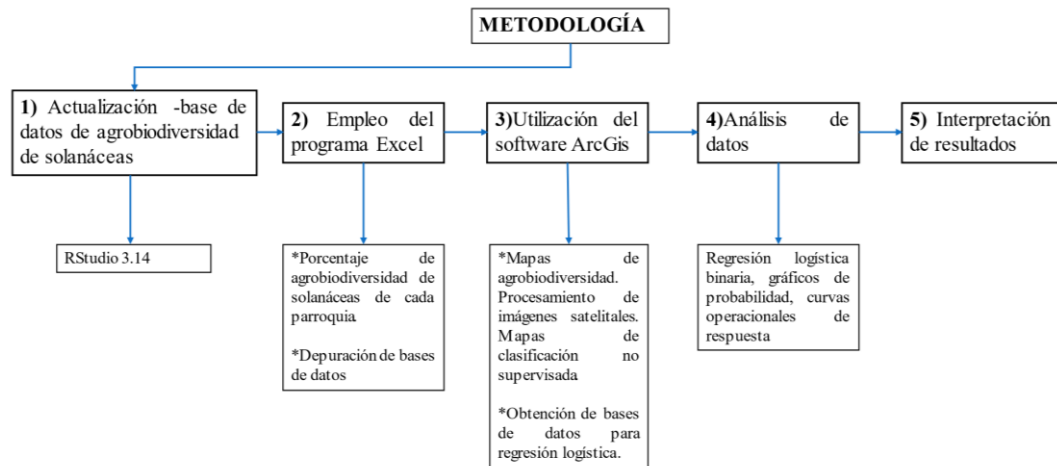 METODOLOGÍA
1) Actualización -base de
datos de agrobiodiversidad
de solanáceas
2) Empleo del
programa Excel
3)Utilización del
software ArcGis
4)Análisis de
datos
5) Interpretación
de resultados
RStudio 3.14
*Porcentaje de
agrobiodiversidad de
solanáceas de cada
parroquia.
*Depuración de bases
de datos
*Mapas de
agrobiodiversidad.
Procesamiento de
imágenes satelitales.
Mapas de
clasificación no
supervisada
*Obtención de bases
de datos para
regresión logística.
Regresión logística
binaria, gráficos de
probabilidad, curvas
operacionales de
respuesta